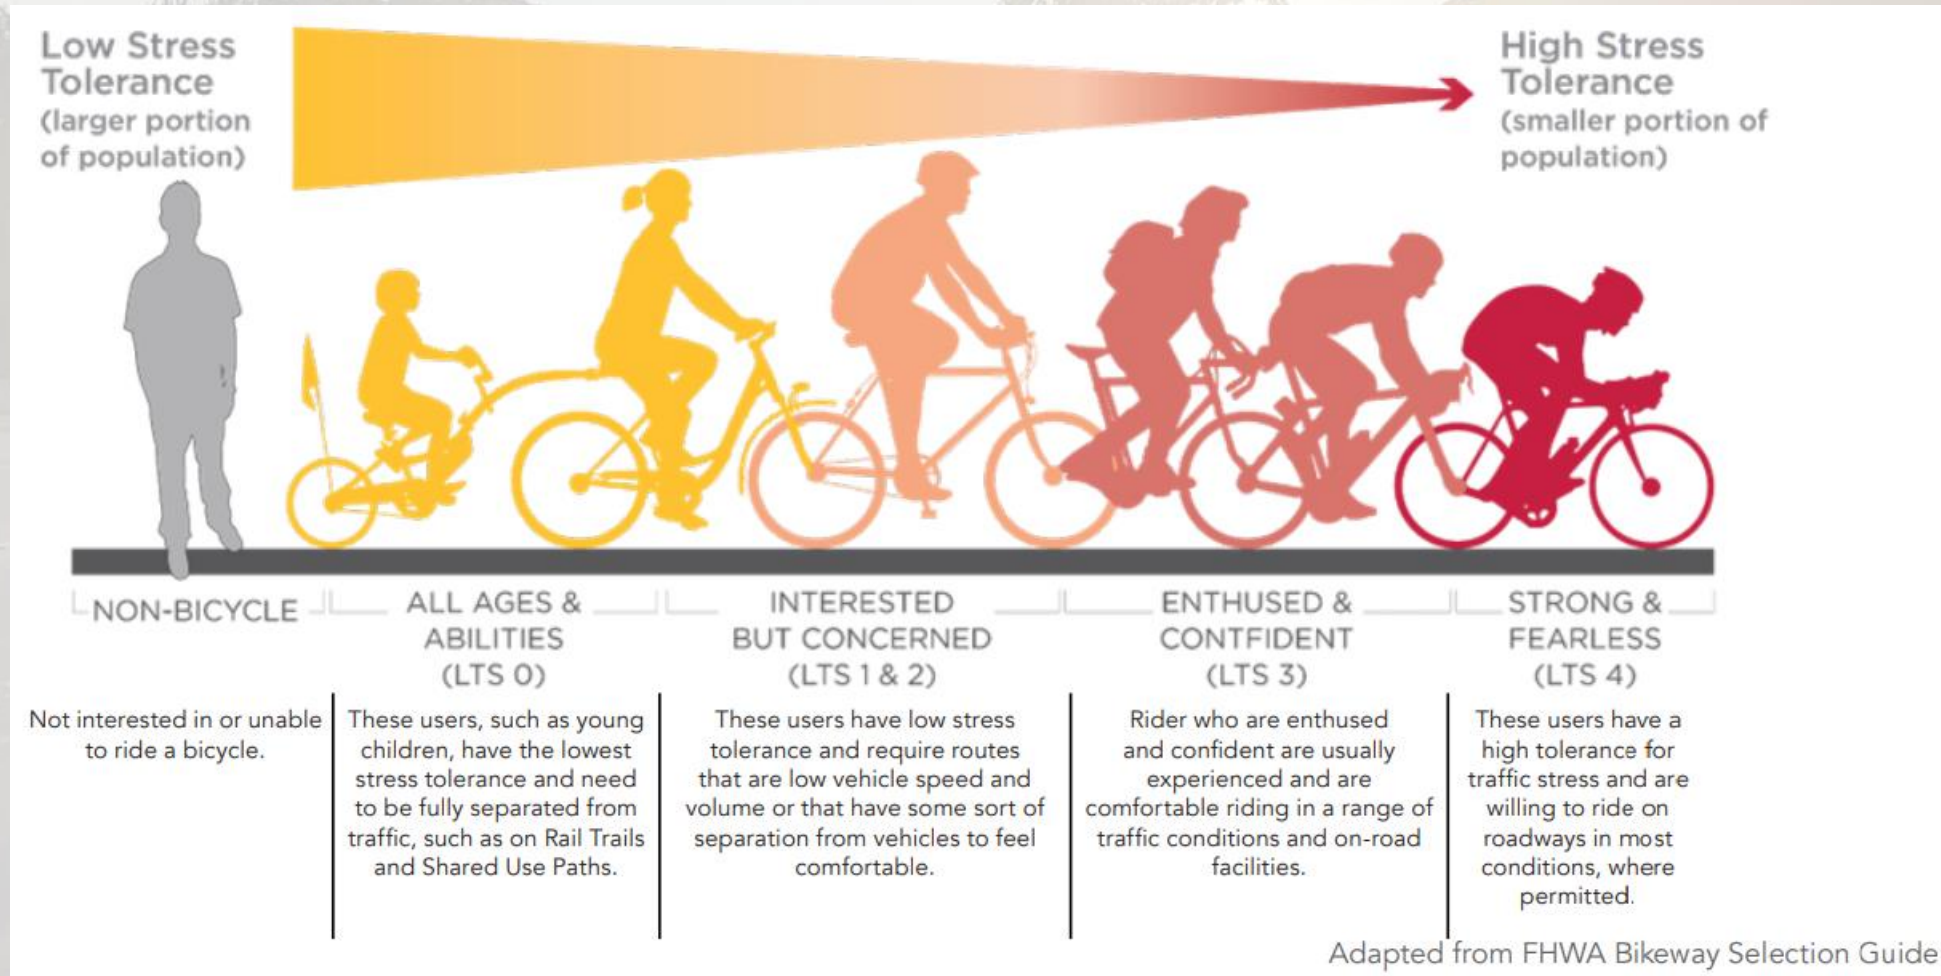 Low Stress
Tolerance
(larger portion
of population)
High Stress
Tolerance
(smaller portion of
population)
NON-BICYCLE
Not interested in or unable
to ride a bicycle.
ALL AGES &
ABILITIES
(LTS 0)
These users, such as young
children, have the lowest
stress tolerance and need
to be fully separated from
traffic, such as on Rail Trails
and Shared Use Paths.
INTERESTED
BUT CONCERNED
(LTS 1 & 2)
These users have low stress
tolerance and require routes
that are low vehicle speed and
volume or that have some sort of
separation from vehicles to feel
comfortable.
ENTHUSED &
CONTFIDENT
(LTS 3)
Rider who are enthused
and confident are usually
experienced and are
comfortable riding in a range of
traffic conditions and on-road
facilities.
STRONG &
FEARLESS
(LTS 4)
These users have a
high tolerance for
traffic stress and are
willing to ride on
roadways in most
conditions, where
permitted.
Adapted from FHWA Bikeway Selection Guide